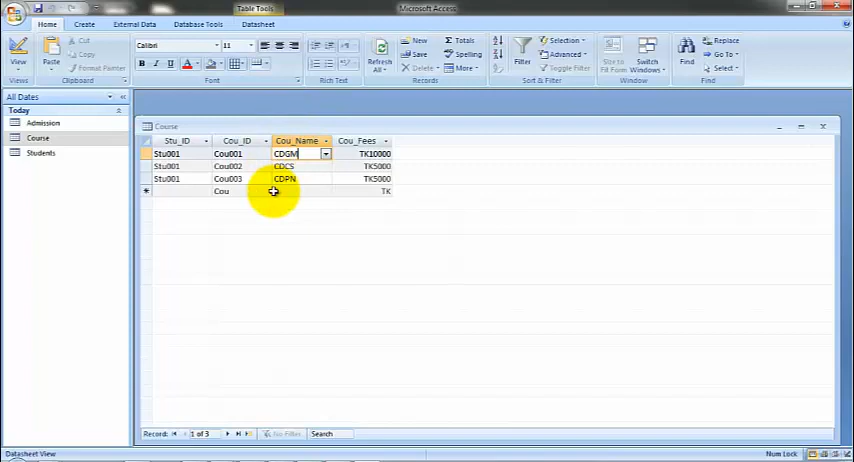 Table Tools
Microsoft Access
Home
Create
External Data
Database Tools
Datasheet
View
Views
Paste
Cut
Copy
Format Painter
Clipboard
Calibri
11
B I U
Font
Rich Text
Refresh All
New
Save
Delete
Totals
Spelling
More
Records
Filter
Selection
Advanced
Toggle Filter
Sort & Filter
Size to Fit Form
Switch Windows
Window
Find
Replace
Go To
Select
Find
All Dates
Today
Admission
Course
Students
Course
Stu_ID Cou_ID Cou_Name Cou_Fees
Stu001 Cou001 CDGM TK10000
Stu001 Cou002 CDCS TK5000
Stu001 Cou003 CDPN TK5000
Cou TK
Record: 1 of 3 No Filter Search
Datasheet View
Num Lock